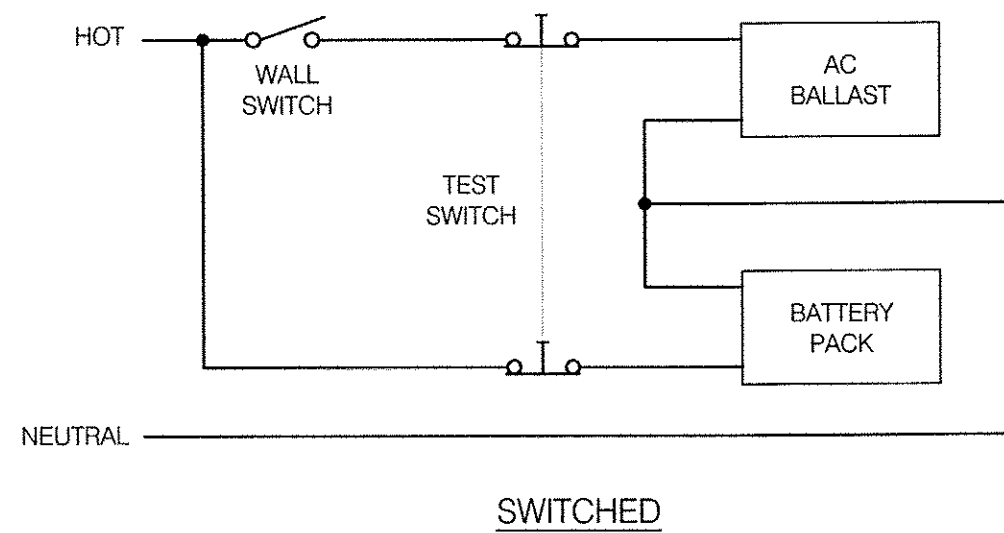 HOT
WALL
SWITCH
AC
BALLAST
TEST
SWITCH
BATTERY
PACK
NEUTRAL
SWITCHED